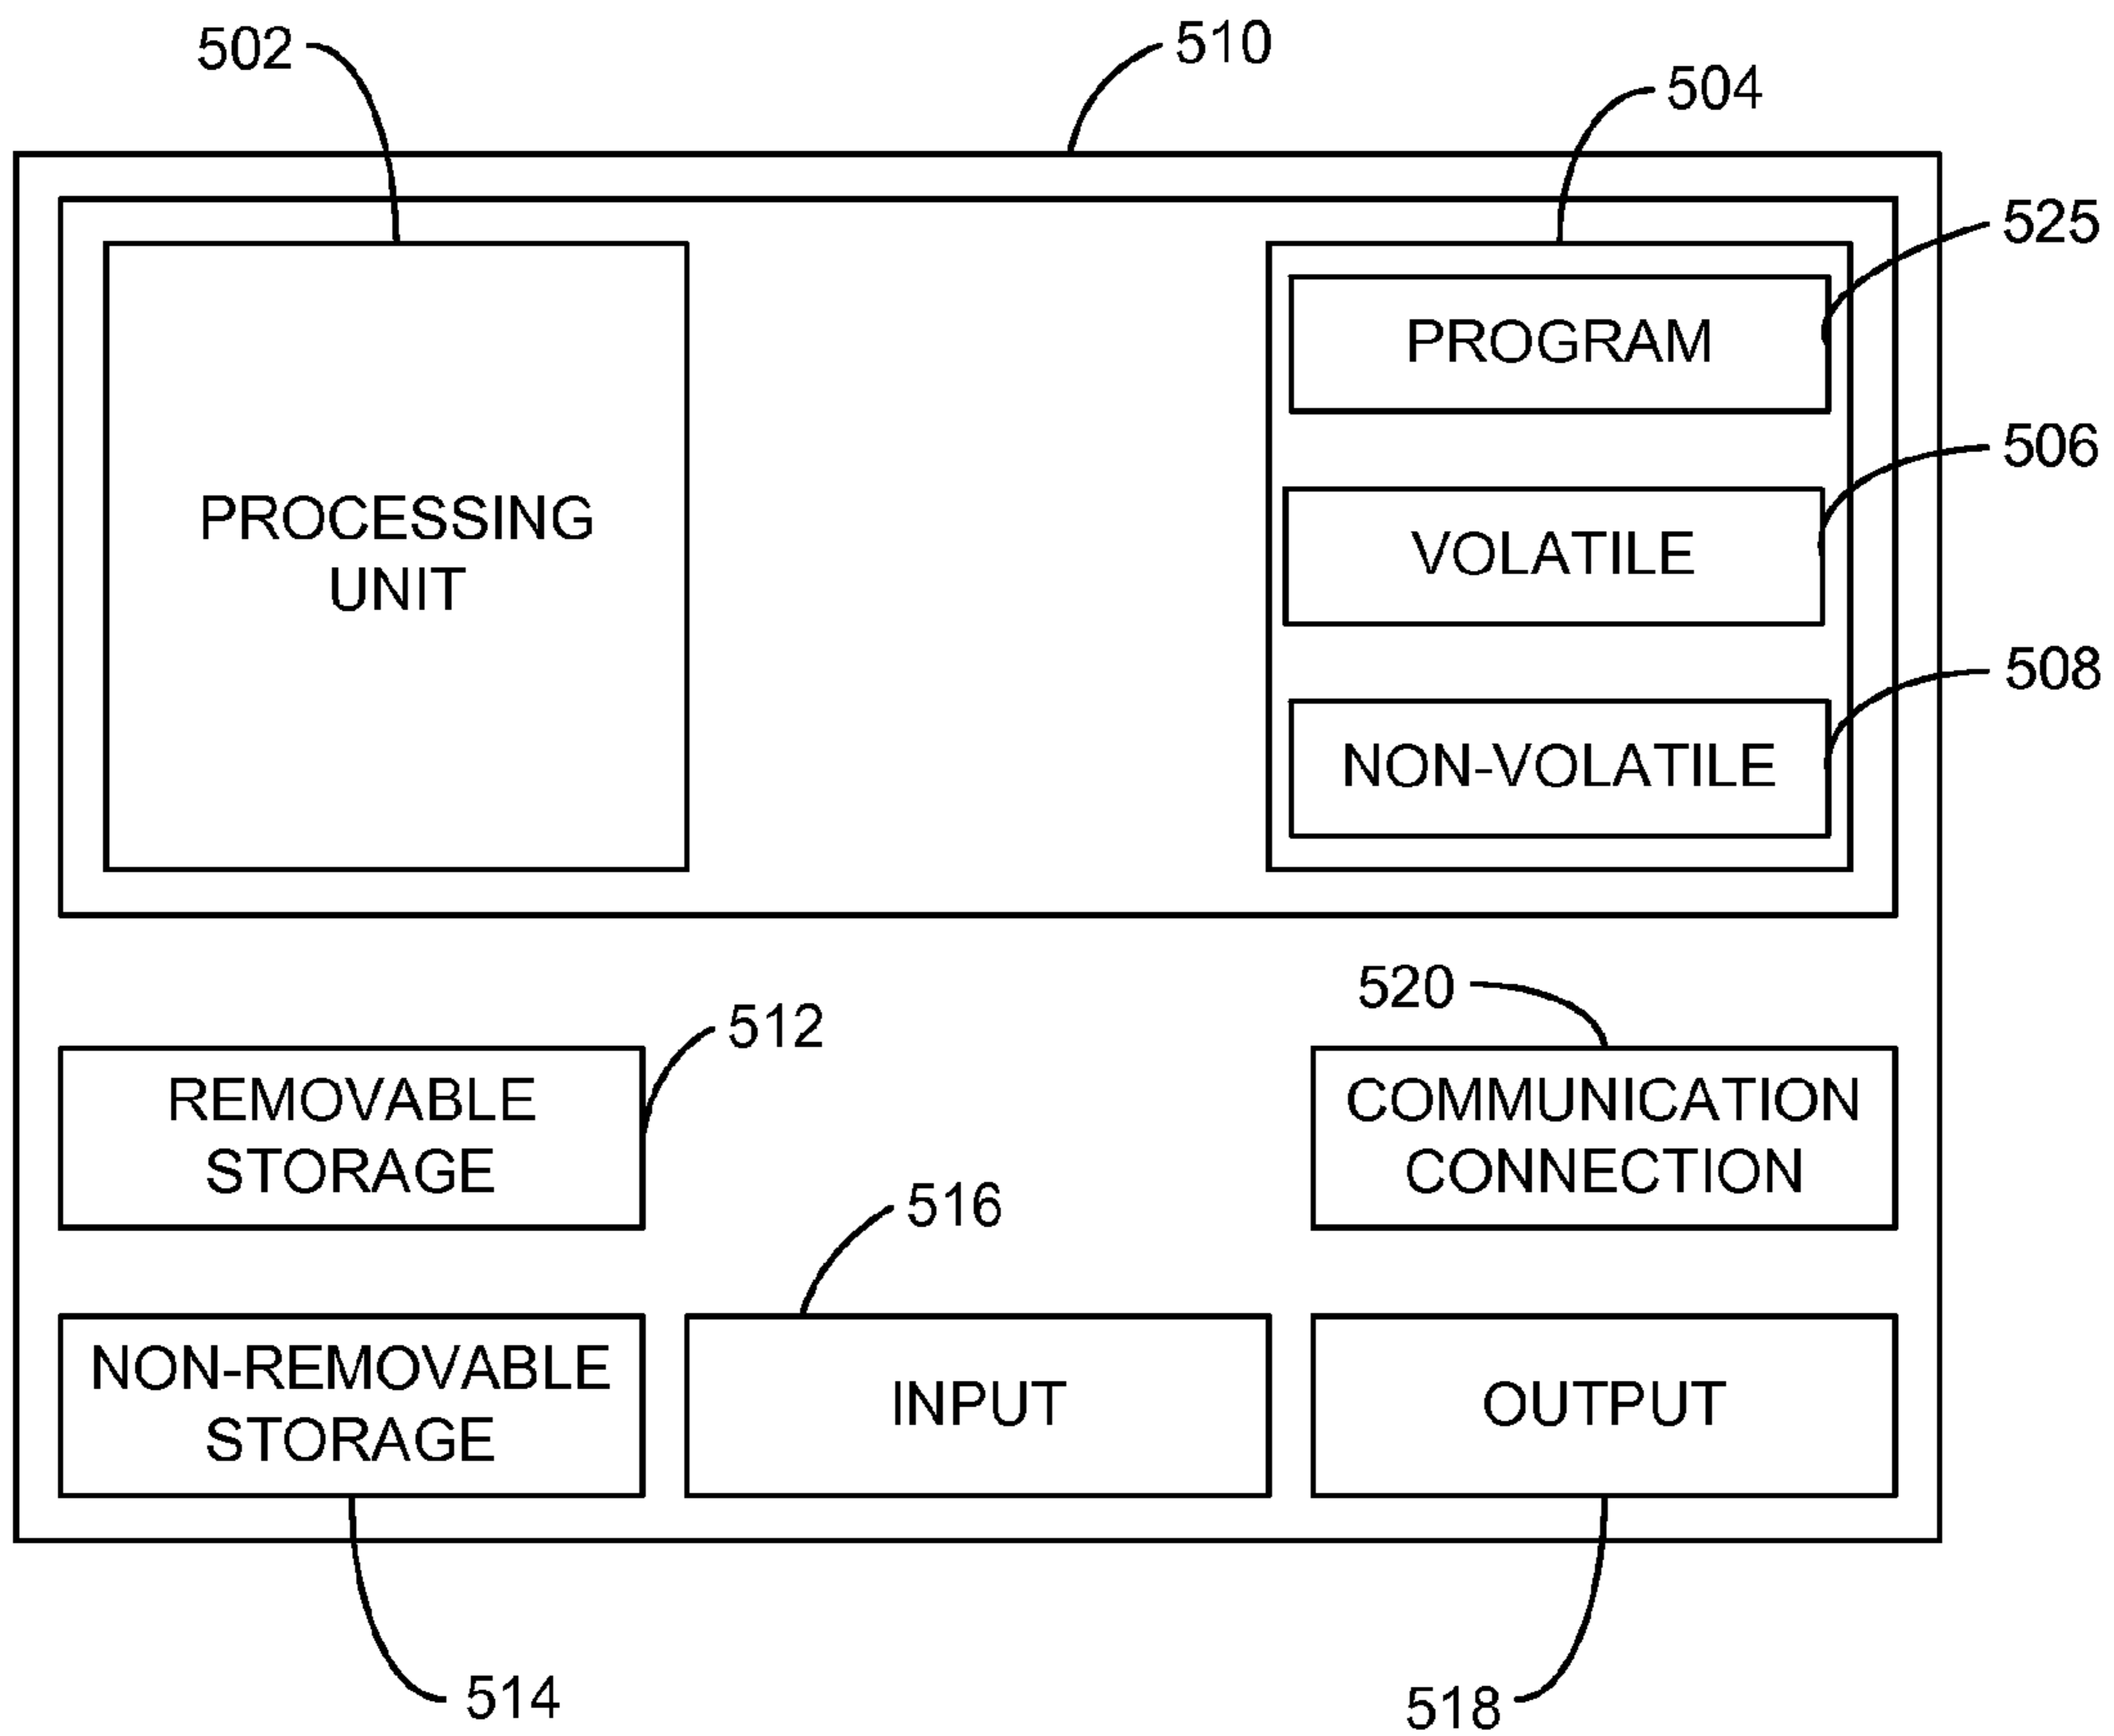 502
510
504
525
PROGRAM
506
PROCESSING
UNIT
VOLATILE
508
NON-VOLATILE
520
512
REMOVABLE
STORAGE
COMMUNICATION
CONNECTION
516
NON-REMOVABLE
STORAGE
INPUT
OUTPUT
514
518